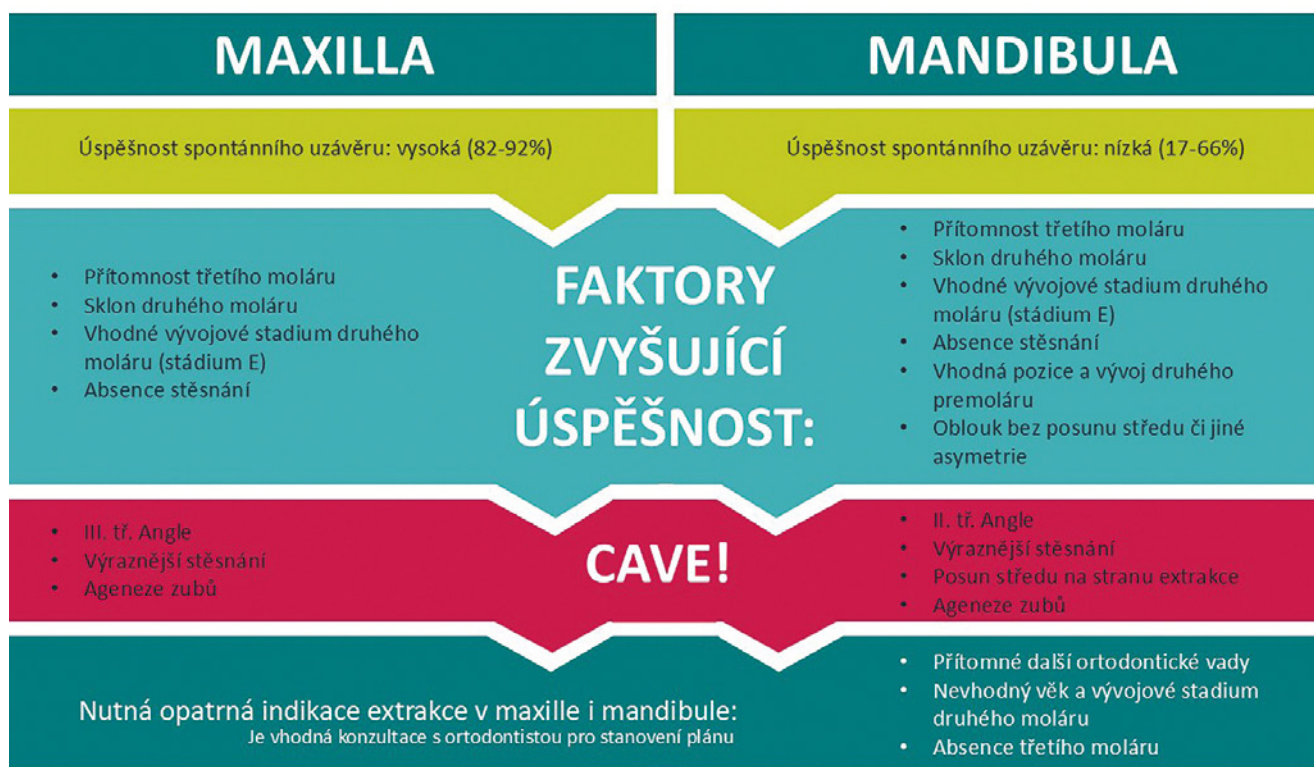 MAXILLA
MANDIBULA
Úspěšnost spontánního uzávěru: vysoká (82-92%)
Úspěšnost spontánního uzávěru: nízká (17-66%)
FAKTORY
ZVYŠUJÍCÍ
ÚSPĚŠNOST:
• Přítomnost třetího moláru
• Sklon druhého moláru
• Vhodné vývojové stadium druhého
moláru (stádium E)
• Absence stěsnání
• Přítomnost třetího moláru
• Sklon druhého moláru
• Vhodné vývojové stadium druhého
moláru (stádium E)
• Absence stěsnání
• Vhodná pozice a vývoj druhého
premoláru
• Oblouk bez posunu středu či jiné
asymetrie
CAVE!
• III. tř. Angle
• Výraznější stěsnání
• Ageneze zubů
• II. tř. Angle
• Výraznější stěsnání
• Posun středu na stranu extrakce
• Ageneze zubů
Nutná opatrná indikace extrakce v maxille i mandibule:
Je vhodná konzultace s ortodontistou pro stanovení plánu
• Přítomné další ortodontické vady
• Nevhodný věk a vývojové stadium
druhého moláru
• Absence třetího moláru